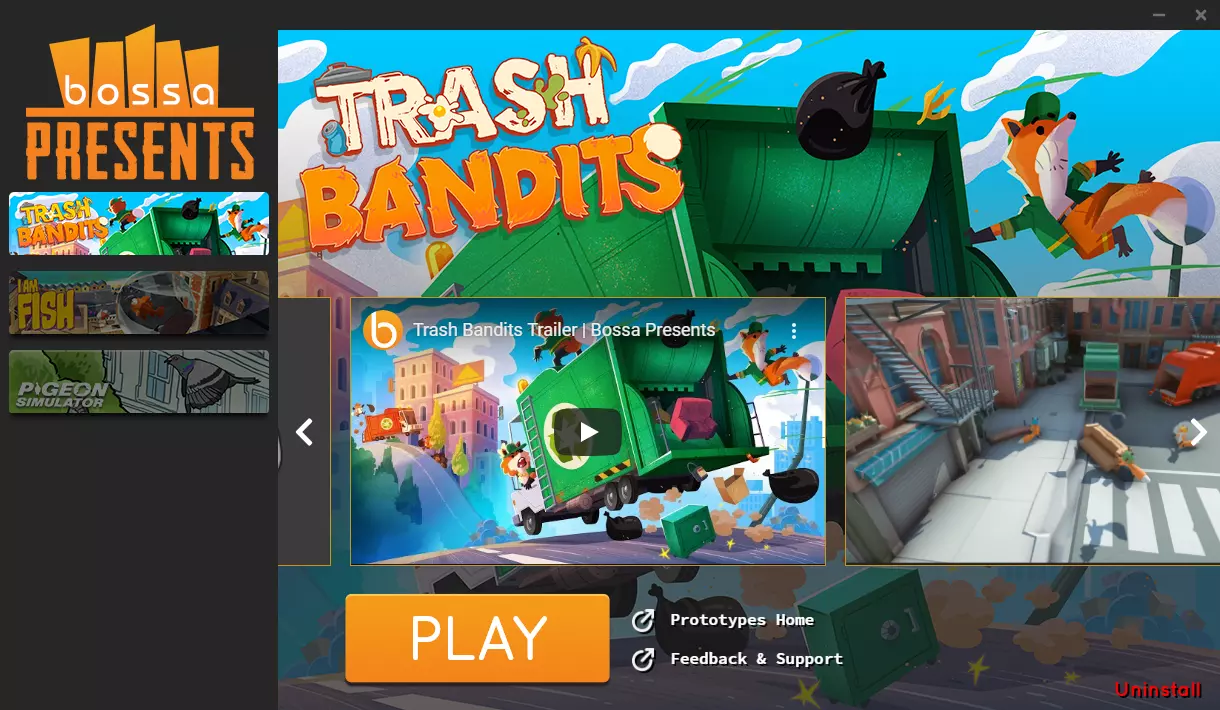 bossa
PRESENTS
TRASH
BANDITS
I AM
FISH
PIGEON
SIMULATOR
TRASH
BANDITS
b
Trash Bandits Trailer | Bossa Presents
PLAY
Prototypes Home
Feedback & Support
Uninstall